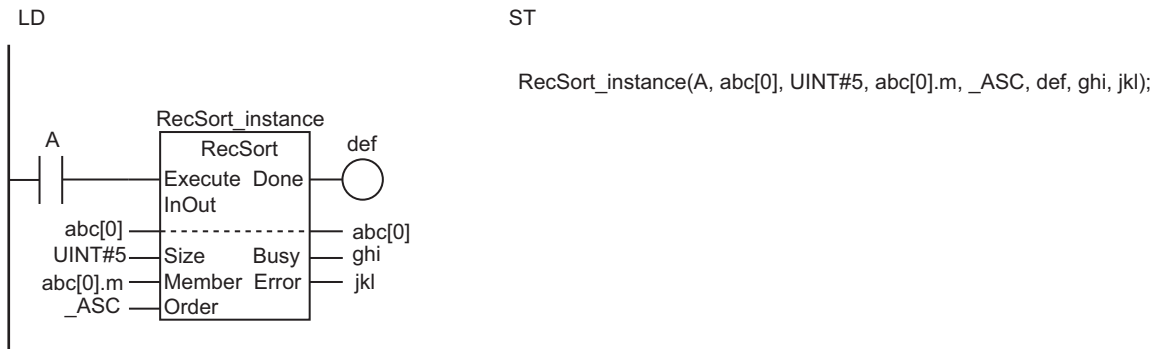 LD
ST
RecSort_instance(A, abc[0], UINT#5, abc[0].m, _ASC, def, ghi, jkl);
RecSort_instance
A
RecSort
def
Execute Done
InOut
abc[0]
abc[0]
UINT#5
Size Busy
ghi
abc[0].m
Member Error
jkl
_ASC
Order